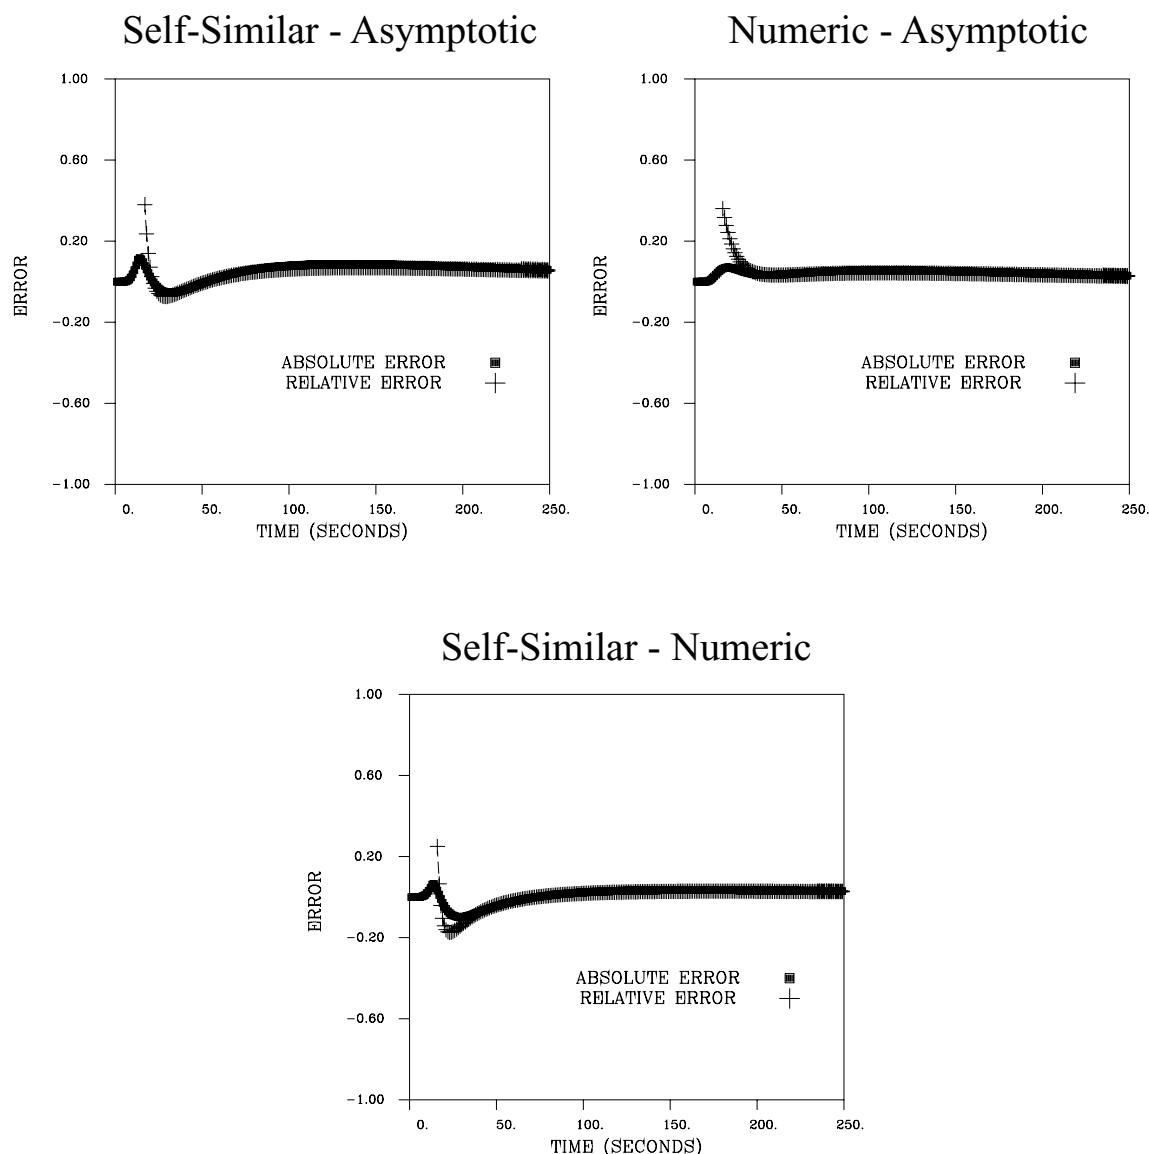 Self-Similar - Asymptotic
1.00
0.60
0.20
-0.20
-0.60
-1.00
ERROR
ABSOLUTE ERROR
RELATIVE ERROR
0. 50. 100. 150. 200. 250.
TIME (SECONDS)
Numeric - Asymptotic
1.00
0.60
0.20
-0.20
-0.60
-1.00
ERROR
ABSOLUTE ERROR
RELATIVE ERROR
0. 50. 100. 150. 200. 250.
TIME (SECONDS)
Self-Similar - Numeric
1.00
0.60
0.20
-0.20
-0.60
-1.00
ERROR
ABSOLUTE ERROR
RELATIVE ERROR
0. 50. 100. 150. 200. 250.
TIME (SECONDS)